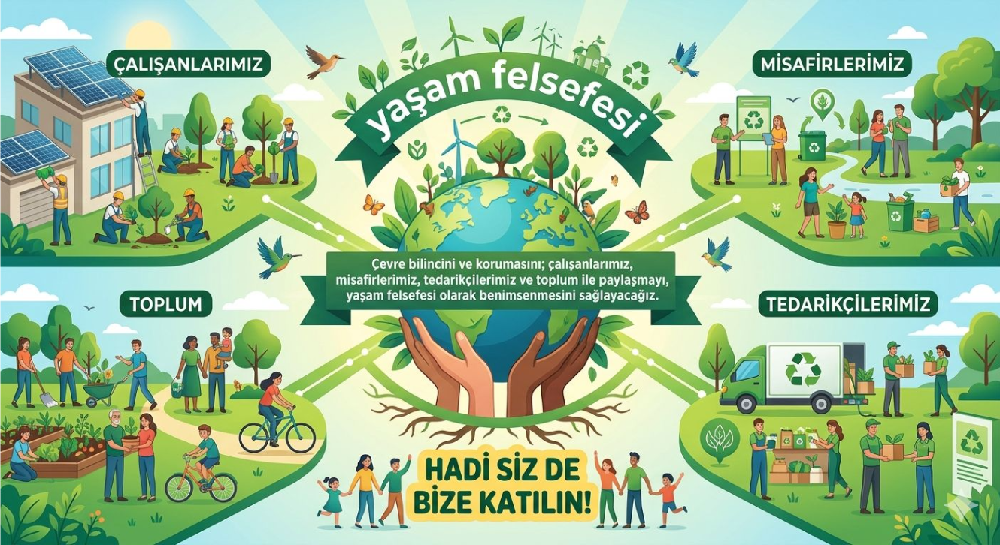 yaşam felsefesi
ÇALIŞANLARIMIZ
MİSAFİRLERİMİZ
Çevre bilincini ve korumasını; çalışanlarımız,
misafirlerimiz, tedarikçilerimiz ve toplum ile paylaşmayı,
yaşam felsefesi olarak benimsenmesini sağlayacağız.
TOPLUM
TEDARİKÇİLERİMİZ
HADİ SİZ DE
BİZE KATILIN!